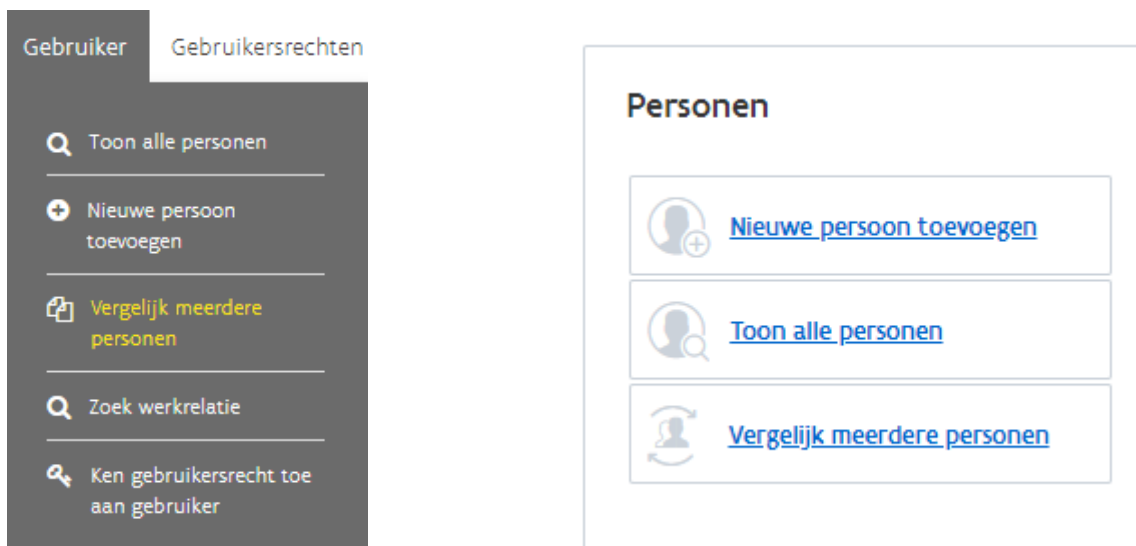 Gebruiker Gebruikersrechten
Toon alle personen
Nieuwe persoon
toevoegen
Vergelijk meerdere
personen
Zoek werkrelatie
Ken gebruikersrecht toe
aan gebruiker
Personen
Nieuwe persoon toevoegen
Toon alle personen
Vergelijk meerdere personen